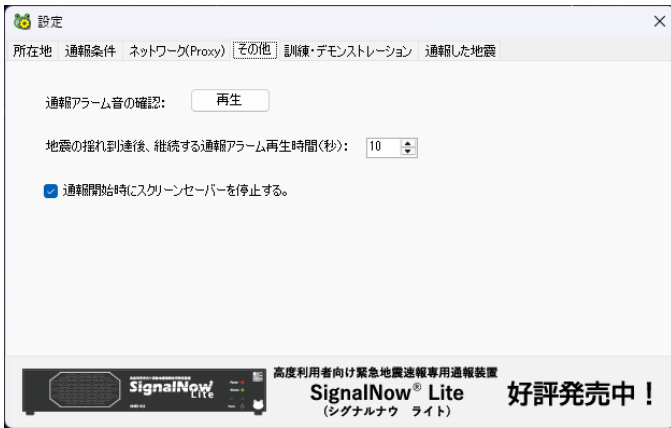 設定
所在地 通報条件 ネットワーク(Proxy) その他 訓練・デモンストレーション 通報した地震
通報アラーム音の確認: 再生
地震の揺れ到達後、継続する通報アラーム再生時間(秒): 10
通報開始時にスクリーンセーバーを停止する。
SignalNow
Lite
高度利用者向け緊急地震速報専用通報装置
SignalNow® Lite
(シグナルナウ ライト)
好評発売中！